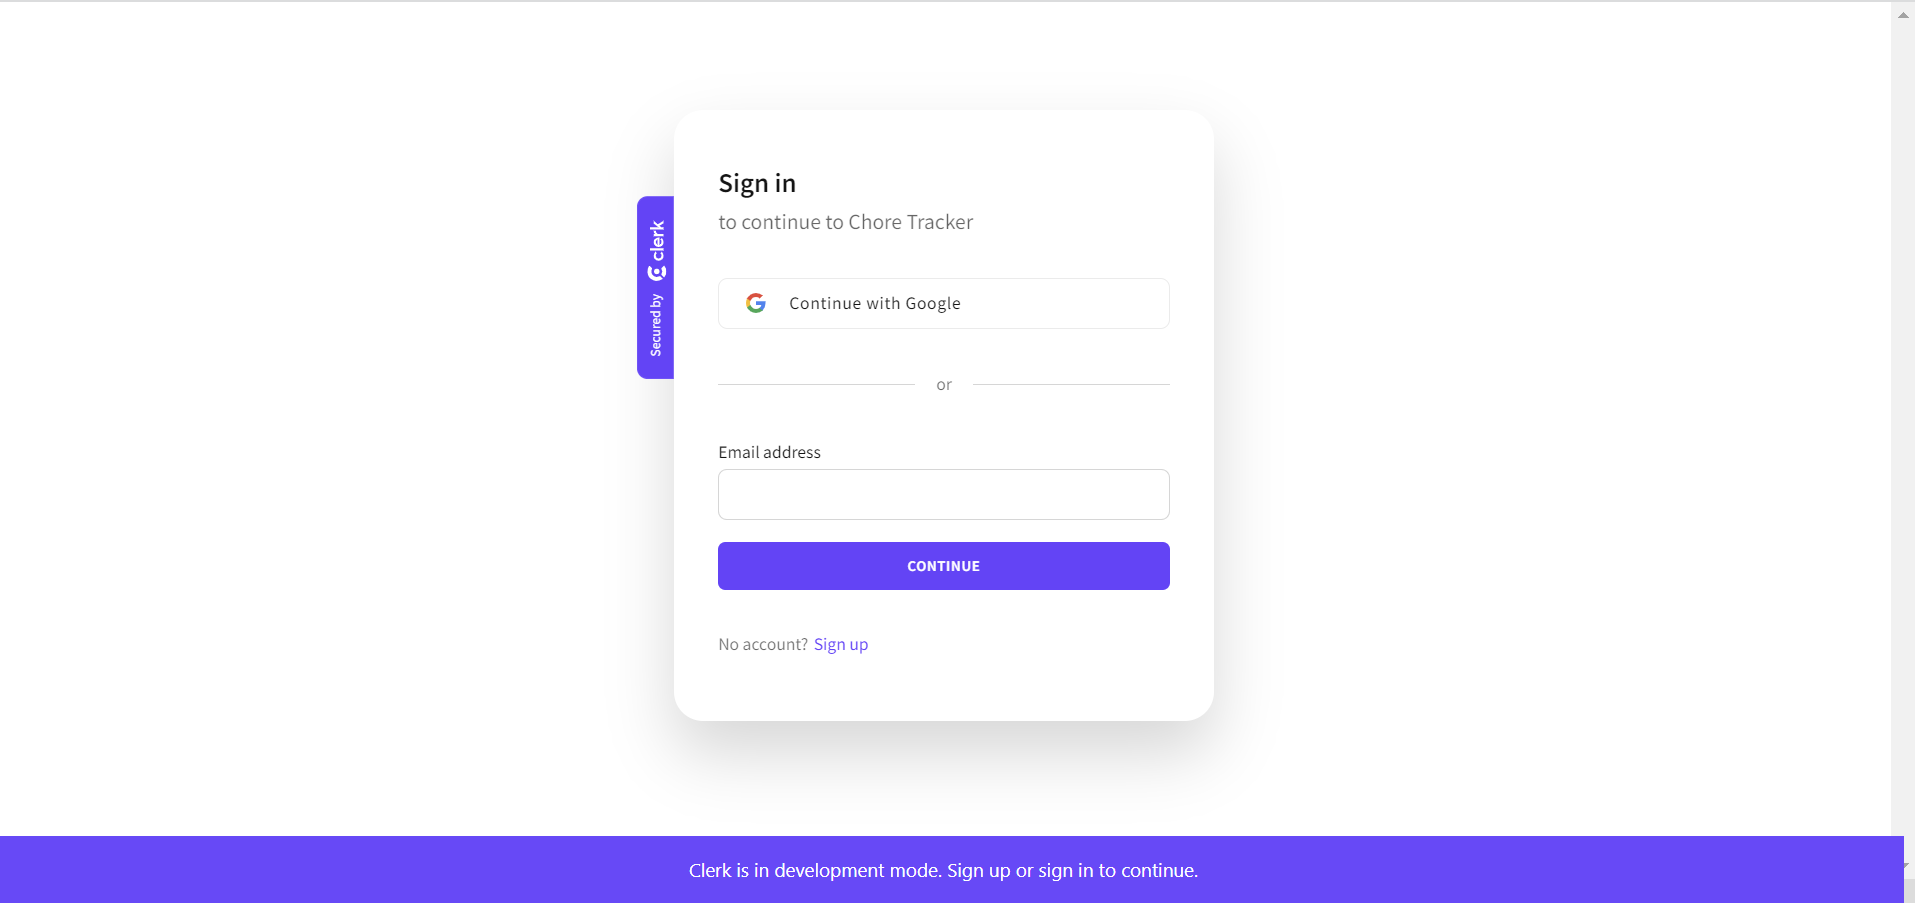 Sign in
to continue to Chore Tracker
Secured by clerk
Continue with Google
or
Email address
CONTINUE
No account? Sign up
Clerk is in development mode. Sign up or sign in to continue.